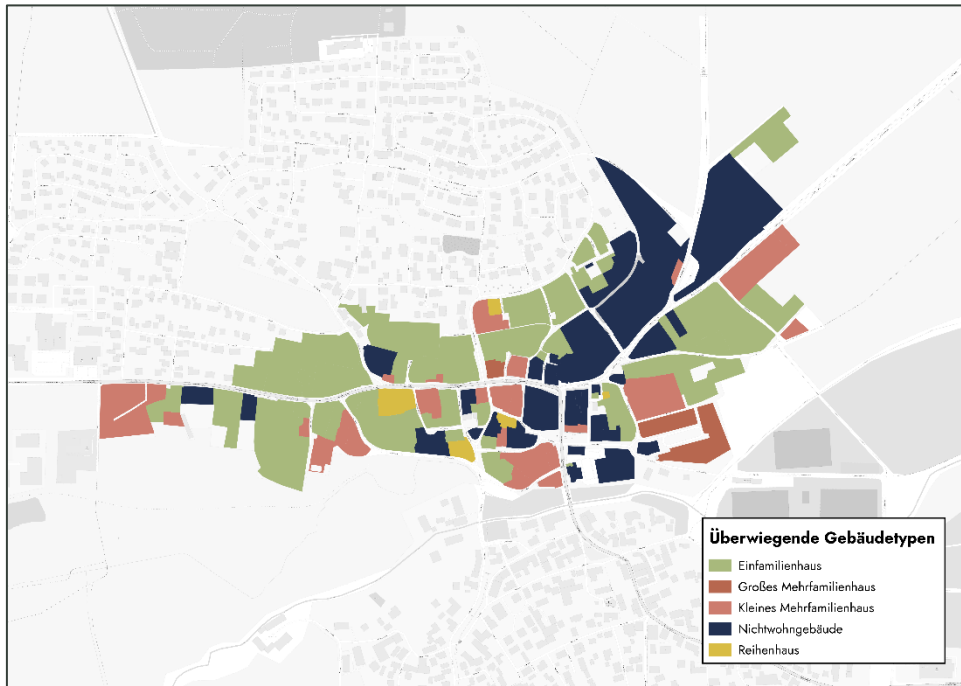 Überwiegende Gebäudetypen
Einfamilienhaus
Großes Mehrfamilienhaus
Kleines Mehrfamilienhaus
Nichtwohngebäude
Reihenhaus